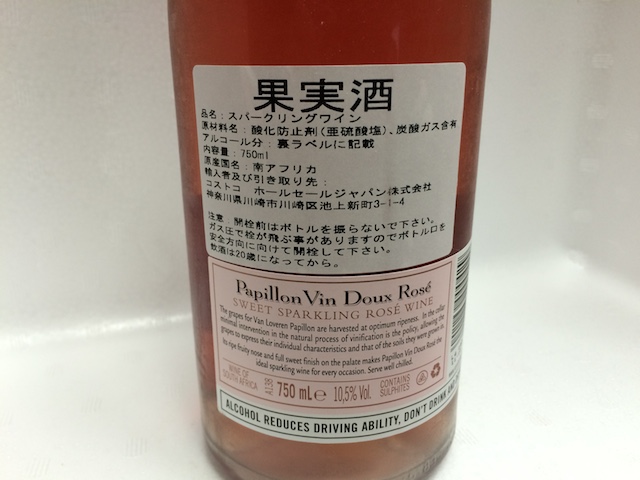 果実酒
品名：スパークリングワイン
原材料名：酸化防止剤（亜硫酸塩）、炭酸ガス含有
アルコール分：裏ラベルに記載
内容量：750ml
原産国名：南アフリカ
輸入者及び引き取り先：
コストコ ホールセールジャパン株式会社
神奈川県川崎市川崎区池上新町3-1-4
注意：開栓前はボトルを振らないで下さい。
ガス圧で栓が飛ぶ事がありますのでボトル口を
安全方向に向けて開栓して下さい。
飲酒は20歳になってから。
Papillon Vin Doux Rosé
SWEET SPARKLING ROSÉ WINE
The grapes for Van Loveren Papillon are harvested at optimum ripeness. In the cellar
minimal intervention in the natural process of vinification is the policy, allowing the
grapes to express their individual characteristics and that of the soils they were grown in.
Its ripe fruity nose and full sweet finish on the palate makes Papillon Vin Doux Rosé the
ideal sparkling wine for every occasion. Serve well chilled.
WINE OF
SOUTH AFRICA
750 mL e
10,5% Vol.
CONTAINS
SULPHITES
ALCOHOL REDUCES DRIVING ABILITY, DON'T DRINK AND